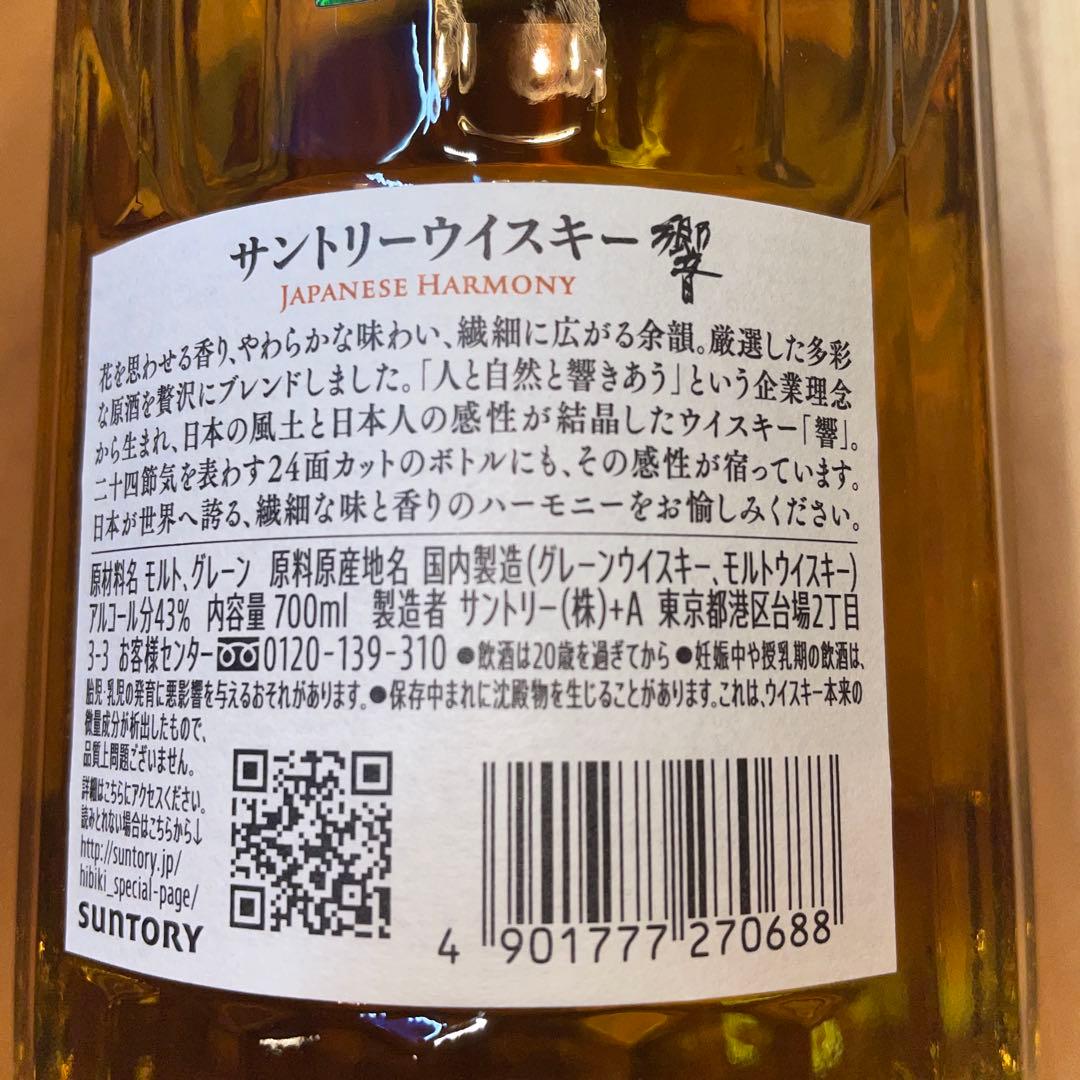 サントリーウイスキー響
JAPANESE HARMONY
花を思わせる香り、やわらかな味わい、繊細に広がる余韻。厳選した多彩
な原酒を贅沢にブレンドしました。「人と自然と響きあう」という企業理念
から生まれ、日本の風土と日本人の感性が結晶したウイスキー「響」。
二十四節気を表わす24面カットのボトルにも、その感性が宿っています。
日本が世界へ誇る、繊細な味と香りのハーモニーをお愉しみください。
原材料名 モルト、グレーン 原料原産地名 国内製造(グレーンウイスキー、モルトウイスキー)
アルコール分43% 内容量 700ml 製造者 サントリー(株)+A 東京都港区台場2丁目
3-3 お客様センター 0120-139-310 ●飲酒は20歳を過ぎてから ●妊娠中や授乳期の飲酒は、
胎児・乳児の発育に悪影響を与えるおそれがあります。●保存中まれに沈殿物を生じることがあります。これは、ウイスキー本来の
微量成分が析出したもので、
品質上問題ございません。
詳細はこちらにアクセスください。
読みとれない場合はこちらから↓
http://suntory.jp/
hibiki_special-page/
SUNTORY
4 901777 270688